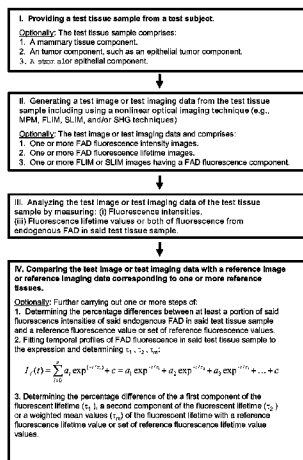 I. Providing a test tissue sample from a test subject.
Optionally: The test tissue sample comprises:
1. A mammary tissue component.
2. An tumor component, such as an epithelial tumor component.
3. A stromal or epithelial component.
II. Generating a test image or test imaging data from the test tissue
sample including using a nonlinear optical imaging technique (e.g.,
MPM, FLIM, SLIM, and/or SHG techniques)
Optionally: The test image or test imaging data and comprises:
1. One or more FAD fluorescence intensity images.
2. One or more FAD fluorescence lifetime images.
3. One or more FLIM or SLIM images having a FAD fluorescence component.
III. Analyzing the test image or test imaging data of the test tissue
sample by measuring: (i) Fluorescence intensities.
(iii) Fluorescence lifetime values or both of fluorescence from
endogenous FAD in said test tissue sample.
IV. Comparing the test image or test imaging data with a reference image
or reference imaging data corresponding to one or more reference
tissues.
Optionally: Further carrying out one or more steps of:
1. Determining the percentage differences between at least a portion of said
fluorescence intensities of said endogenous FAD in said test tissue sample
and a reference fluorescence value or set of reference fluorescence values.
2. Fitting temporal profiles of FAD fluorescence in said test tissue sample to
the expression and determining τ₁, τ₂, τₘ;
3. Determining the percentage difference of the a first component of the
fluorescent lifetime (τ₁), a second component of the fluorescent lifetime (τ₂)
or a weighted mean values (τₘ) of the fluorescent lifetime with a reference
fluorescence lifetime value or set of reference fluorescence lifetime value
values.